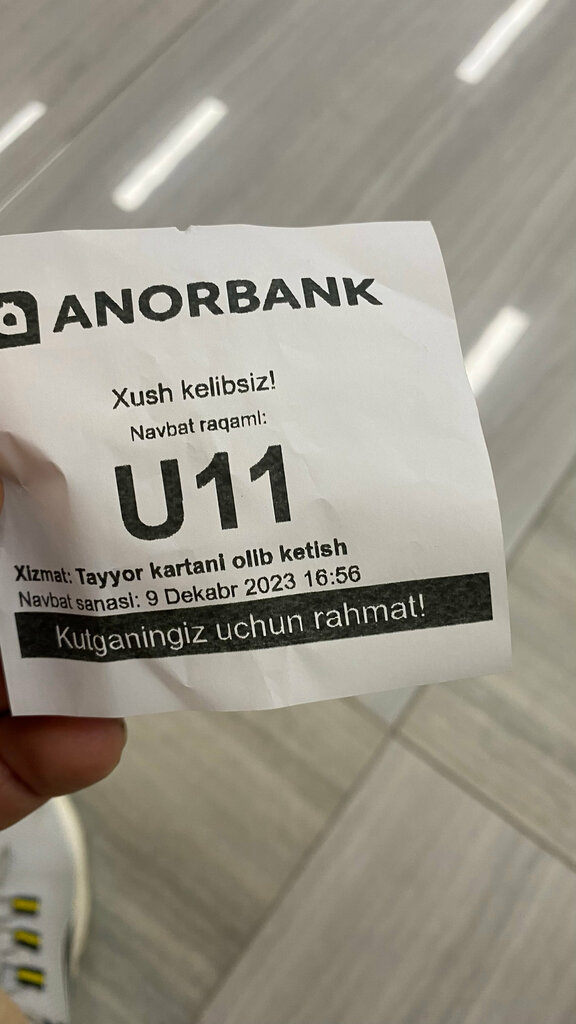 ANORBANK
Xush kelibsiz!
Navbat raqami:
U11
Xizmat: Tayyor kartani olib ketish
Navbat sanasi: 9 Dekabr 2023 16:56
Kutganingiz uchun rahmat!